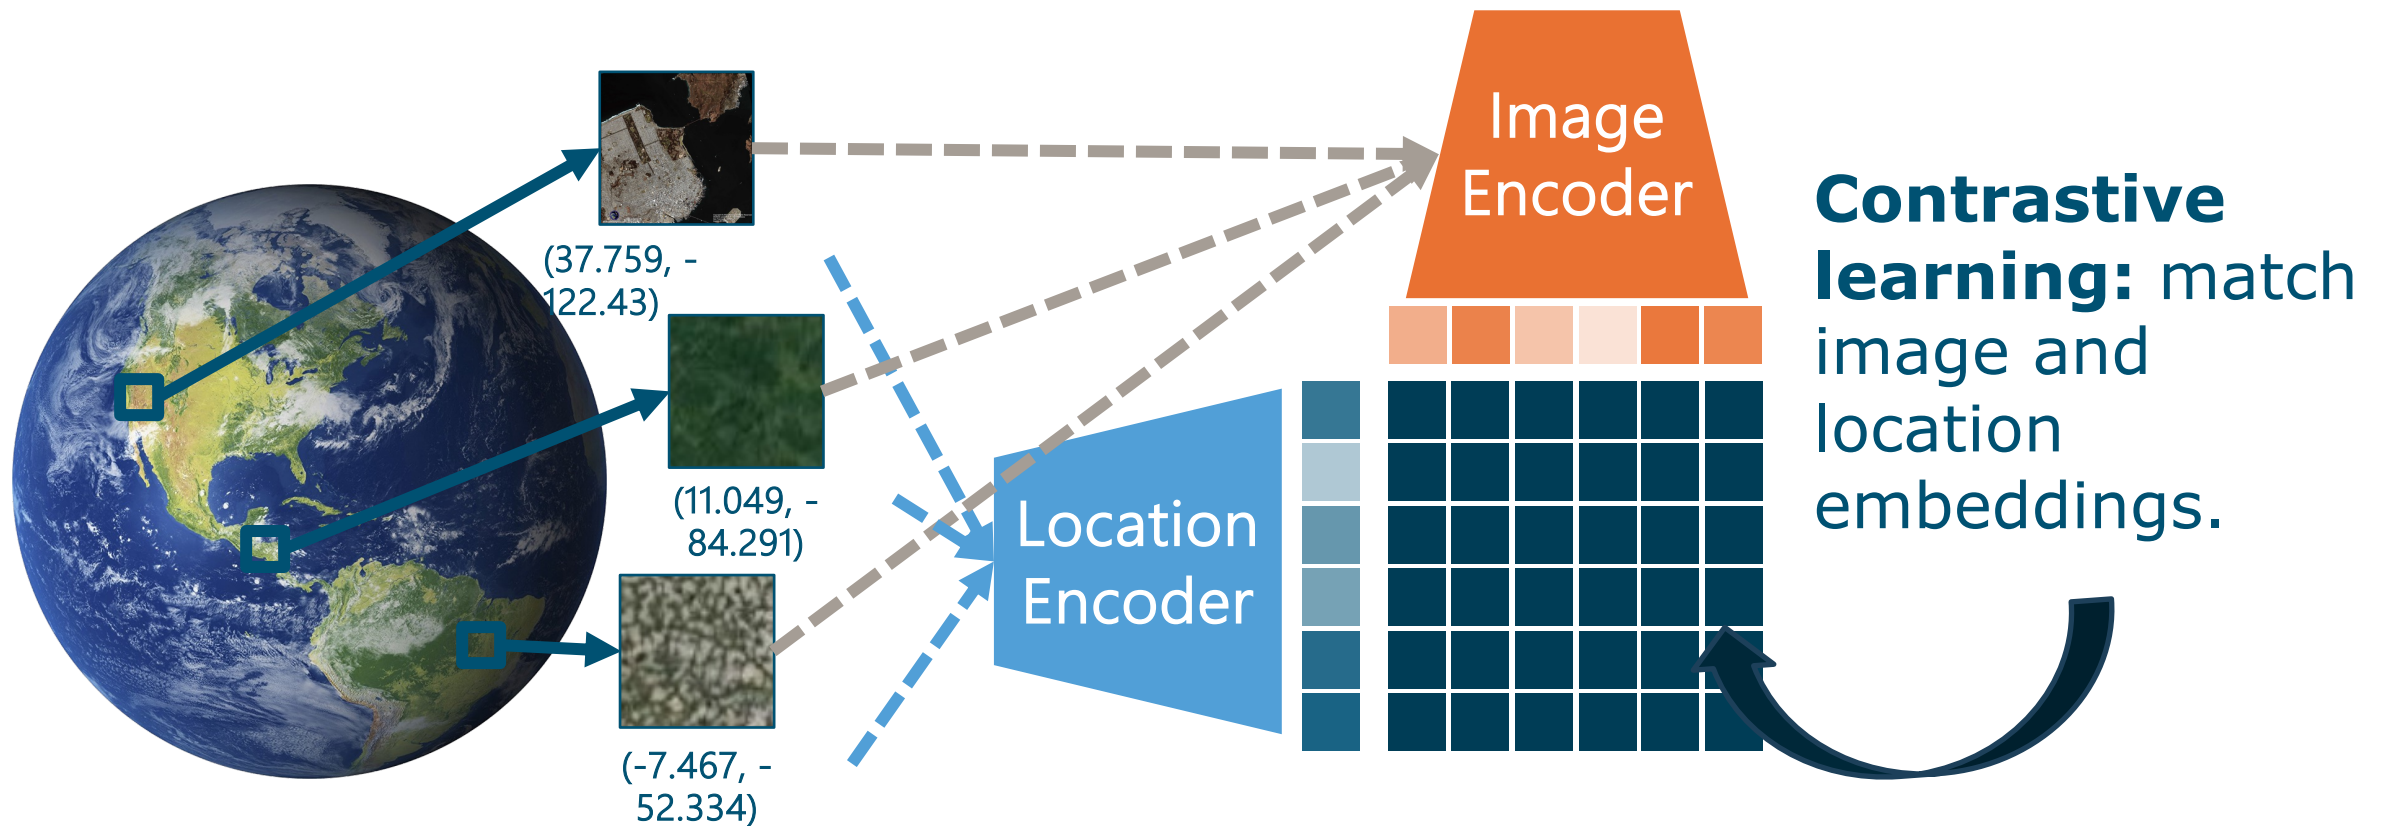 (37.759, -
122.43)
(11.049, -
84.291)
(-7.467, -
52.334)
Image
Encoder
Location
Encoder
Contrastive
learning: match
image and
location
embeddings.